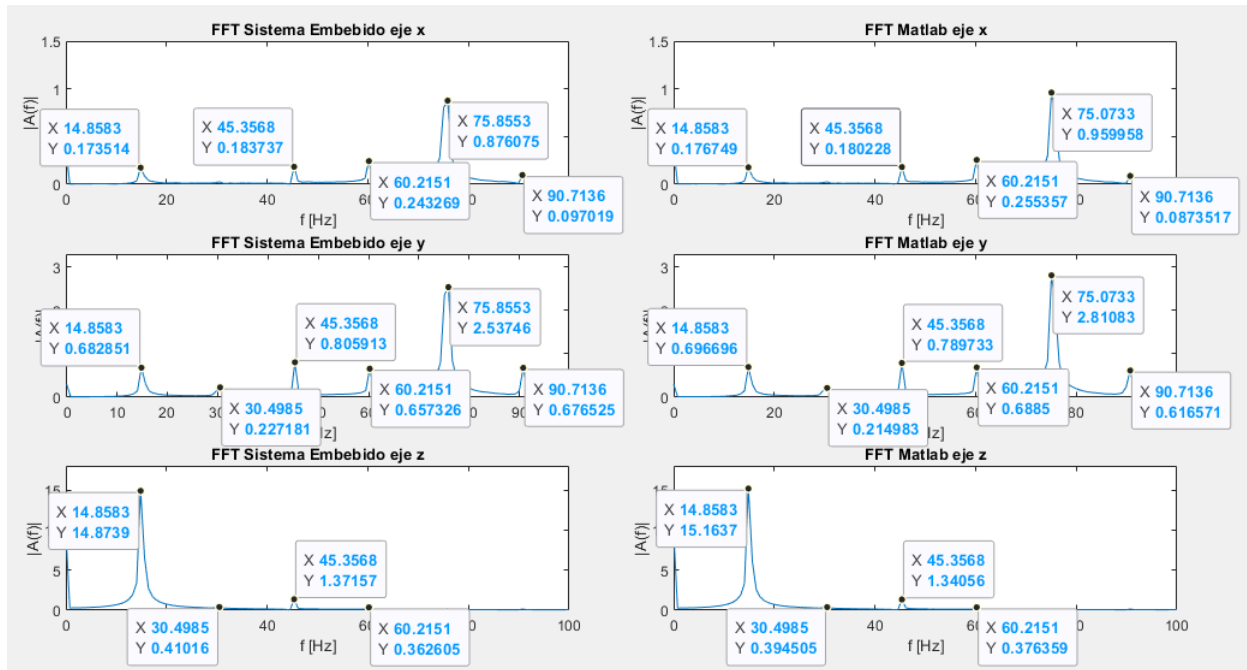 FFT Sistema Embebido eje x
1.5
1
0
|A(f)|
X 14.8583
Y 0.173514
X 45.3568
Y 0.183737
X 75.8553
Y 0.876075
X 60.2151
Y 0.243269
X 90.7136
Y 0.097019
0 20 40 60
f [Hz]
FFT Matlab eje x
1.5
1
0
|A(f)|
X 14.8583
Y 0.176749
X 45.3568
Y 0.180228
X 75.0733
Y 0.959958
X 60.2151
Y 0.255357
X 90.7136
Y 0.0873517
0 20 40 60
f [Hz]
FFT Sistema Embebido eje y
3
0
X 14.8583
Y 0.682851
X 45.3568
Y 0.805913
X 75.8553
Y 2.53746
X 30.4985
Y 0.227181
X 60.2151
Y 0.657326
X 90.7136
Y 0.676525
0 10 20
Hz]
FFT Matlab eje y
3
0
X 14.8583
Y 0.696696
X 45.3568
Y 0.789733
X 75.0733
Y 2.81083
X 30.4985
Y 0.214983
X 60.2151
Y 0.6885
X 90.7136
Y 0.616571
0 20 80
Hz]
FFT Sistema Embebido eje z
5
0
|A(f)|
X 14.8583
Y 14.8739
X 45.3568
Y 1.37157
X 30.4985
Y 0.41016
X 60.2151
Y 0.362605
0 40 100
f [Hz]
FFT Matlab eje z
5
0
|A(f)|
X 14.8583
Y 15.1637
X 45.3568
Y 1.34056
X 30.4985
Y 0.394505
X 60.2151
Y 0.376359
0 40 100
f [Hz]